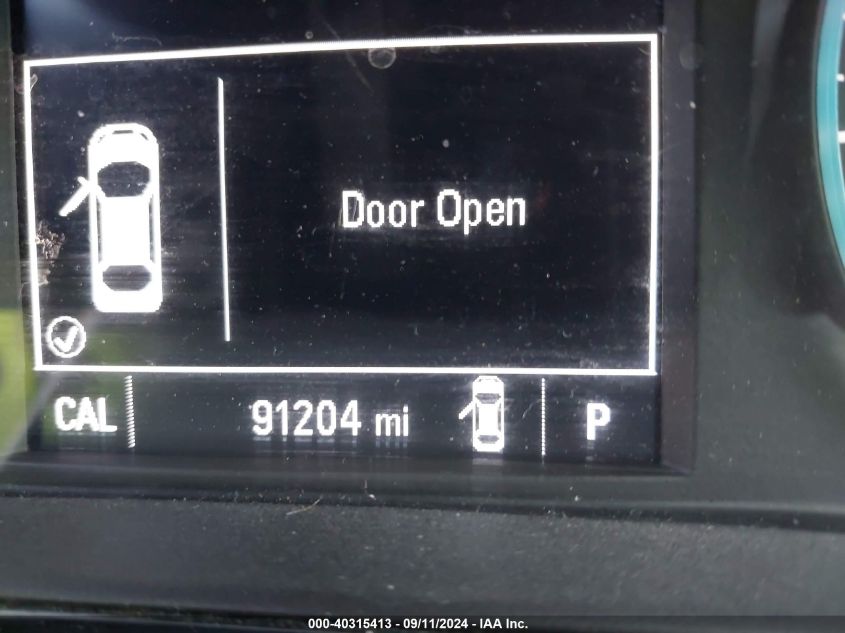 Door Open
CAL 91204 mi P
000-40315413 - 09/11/2024 - IAA Inc.